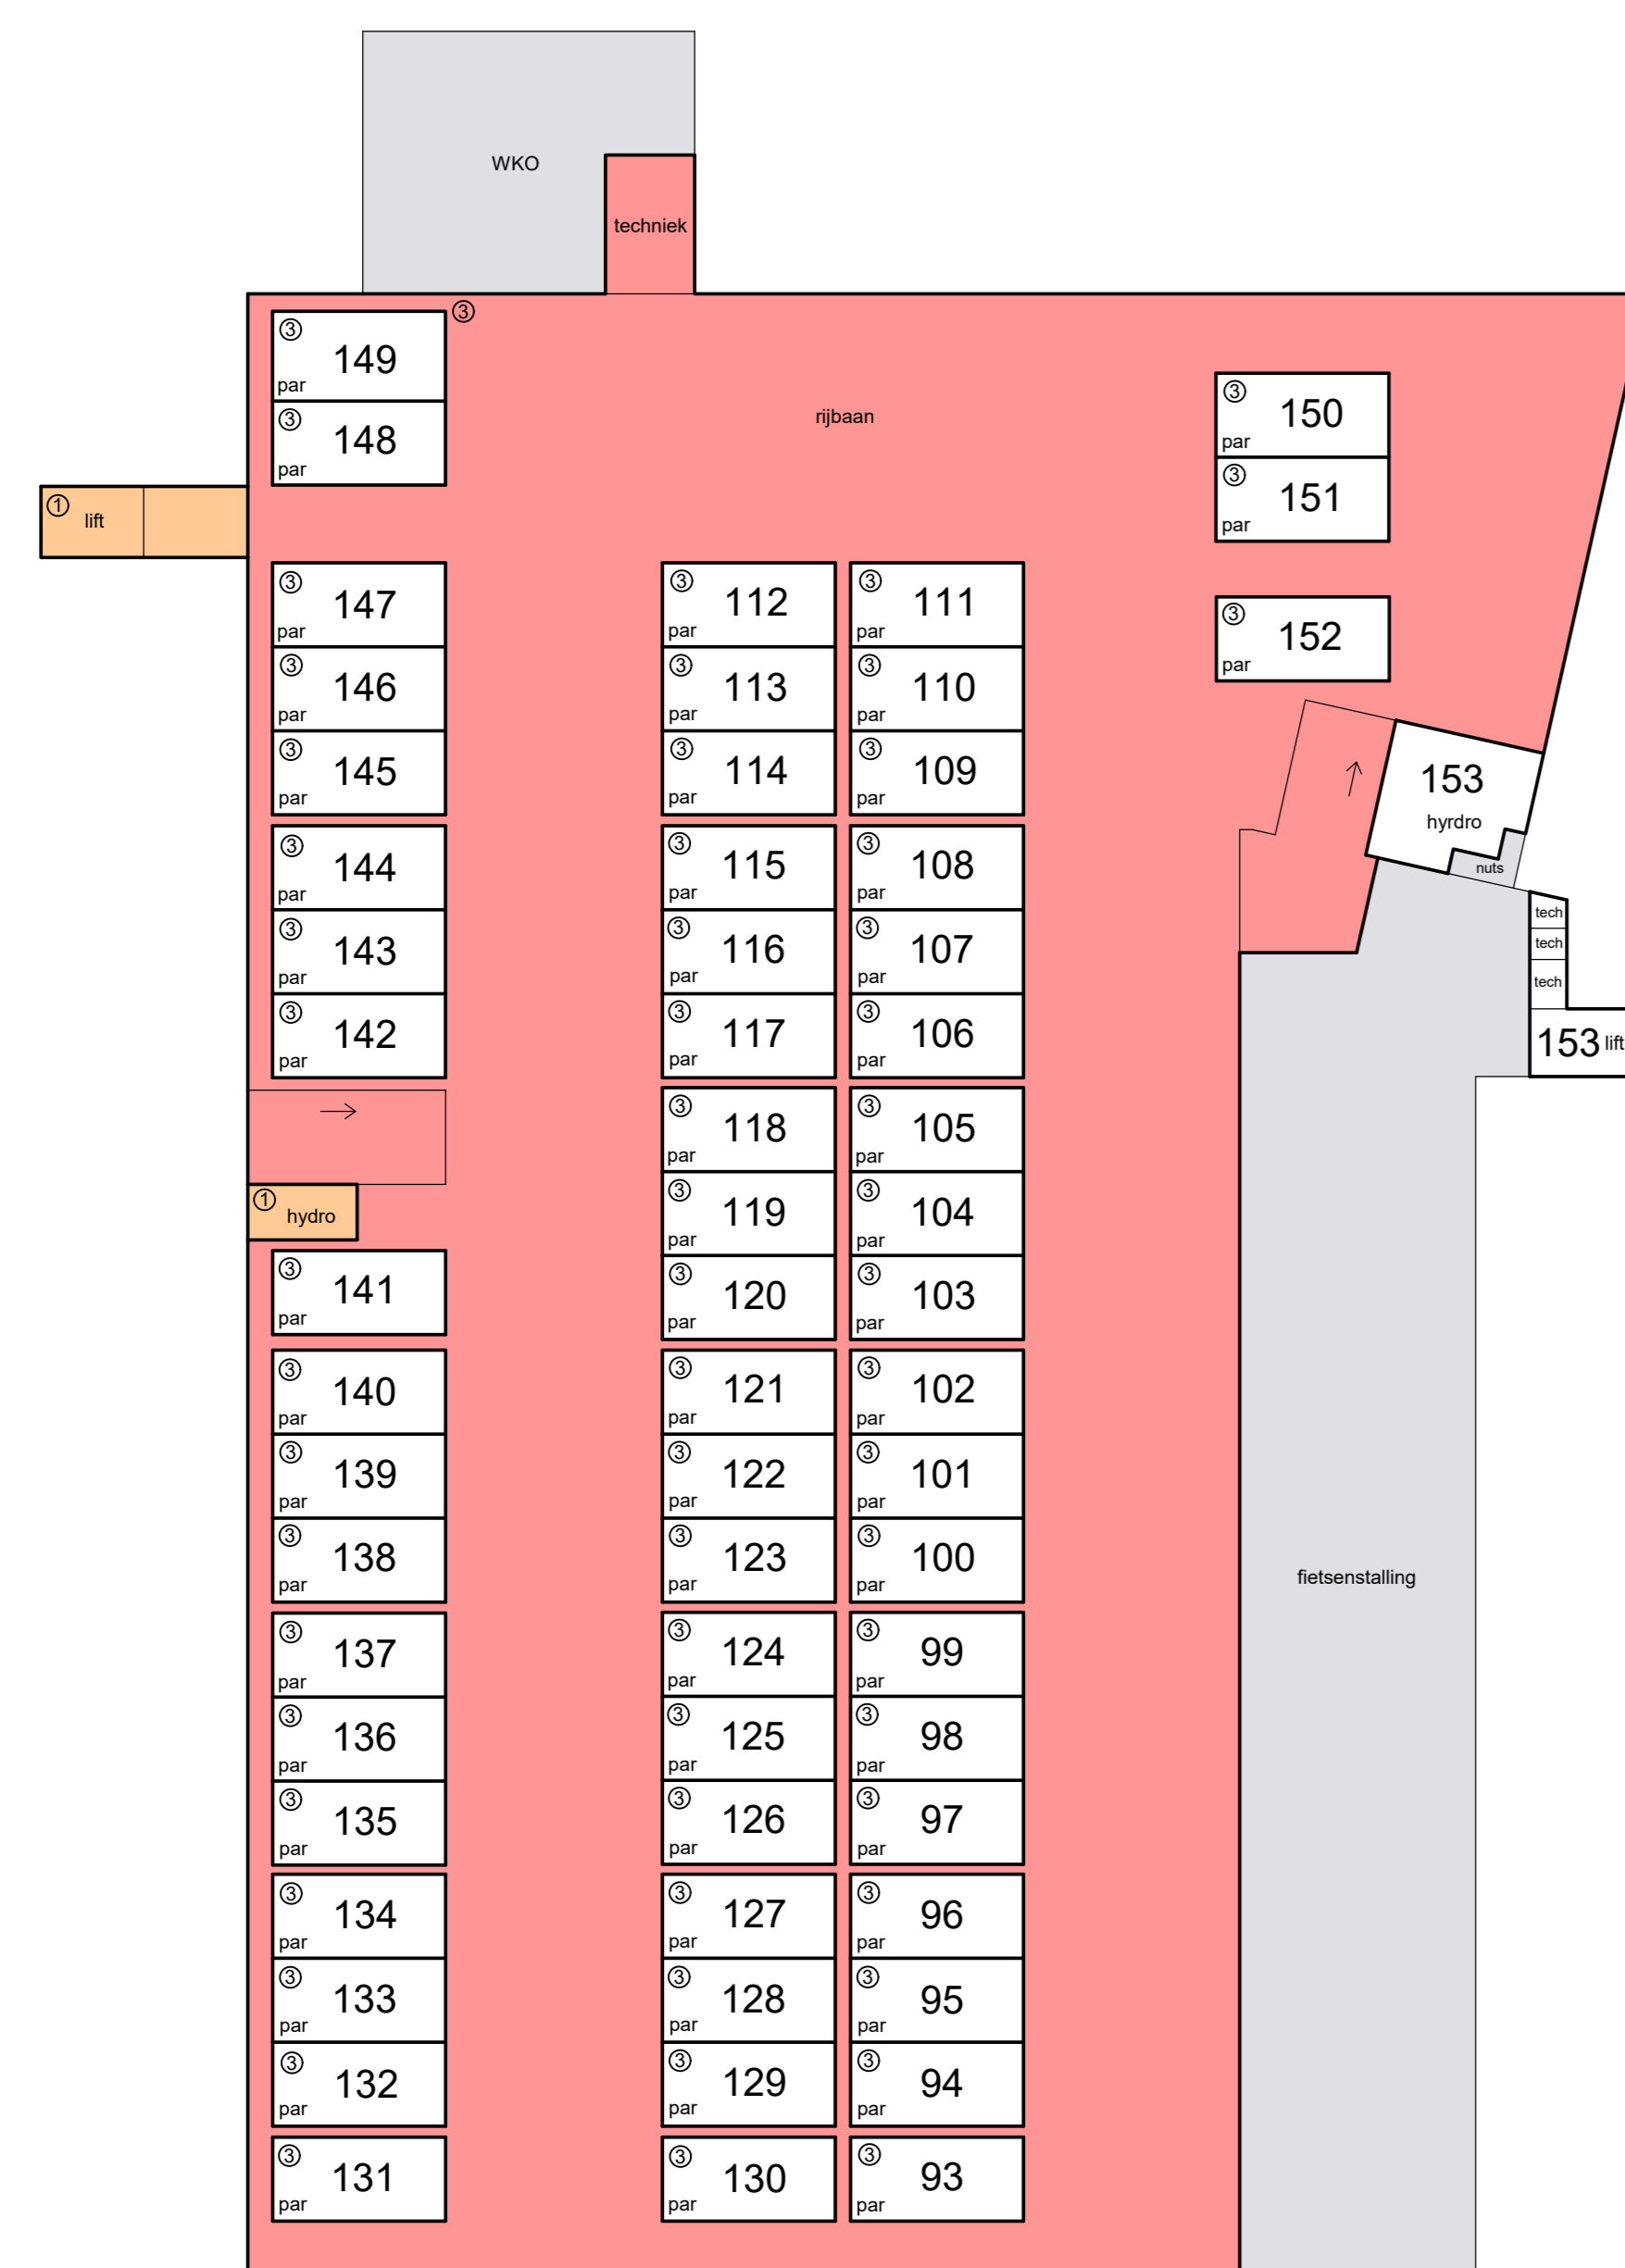 WKO
techniek
③
③
149
par
③
148
par
rijbaan
③
150
par
③
151
par
① lift
③
147
par
③
112
par
③
111
par
③
152
par
③
146
par
③
113
par
③
110
par
③
145
par
③
114
par
③
109
par
153
hyrdro
nuts
③
144
par
③
115
par
③
108
par
tech
tech
tech
③
143
par
③
116
par
③
107
par
③
142
par
③
117
par
③
106
par
153 lift
③
118
par
③
105
par
① hydro
③
119
par
③
104
par
③
141
par
③
120
par
③
103
par
③
140
par
③
121
par
③
102
par
③
139
par
③
122
par
③
101
par
③
138
par
③
123
par
③
100
par
fietsenstalling
③
137
par
③
124
par
③
99
par
③
136
par
③
125
par
③
98
par
③
135
par
③
126
par
③
97
par
③
134
par
③
127
par
③
96
par
③
133
par
③
128
par
③
95
par
③
132
par
③
129
par
③
94
par
③
131
par
③
130
par
③
93
par